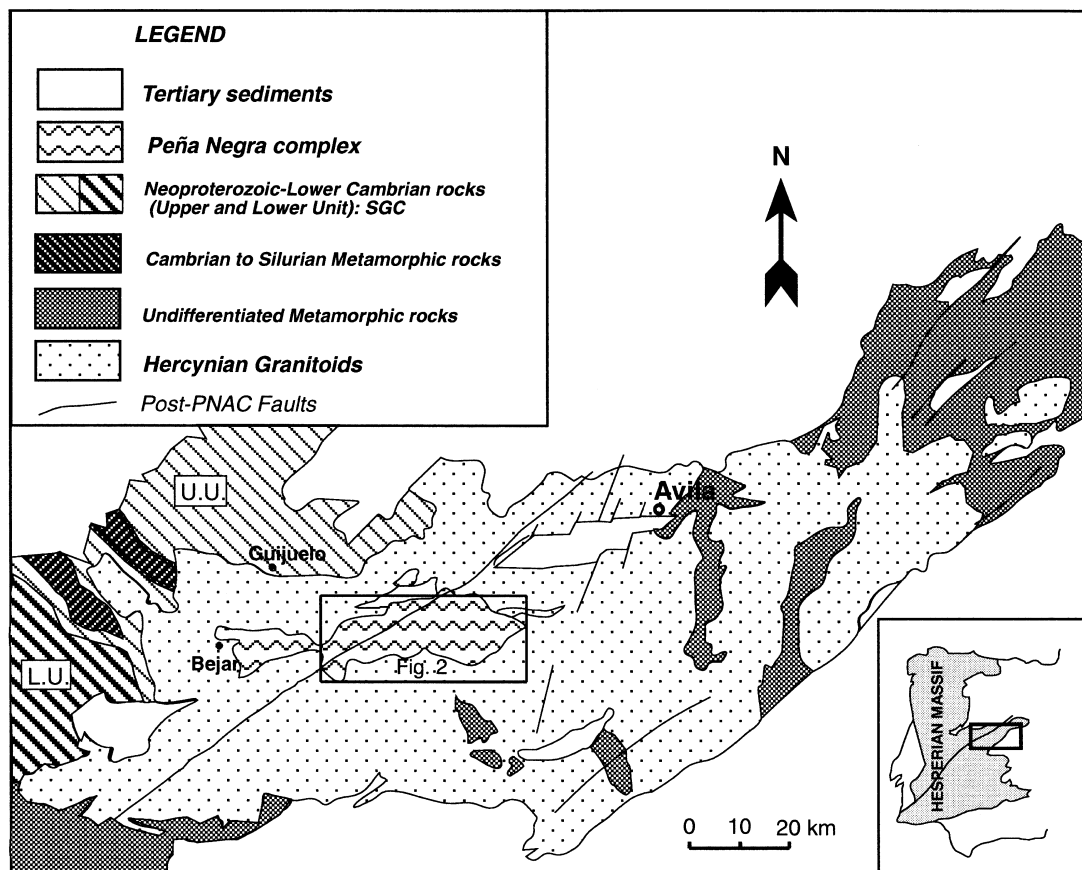 LEGEND
Tertiary sediments
Peña Negra complex
Neoproterozoic-Lower Cambrian rocks
(Upper and Lower Unit): SGC
Cambrian to Silurian Metamorphic rocks
Undifferentiated Metamorphic rocks
Hercynian Granitoids
Post-PNAC Faults
N
U.U.
Avila
Guijuelo
Bejar
Fig. 2
L.U.
HESPERIAN MASSIF
0 10 20 km